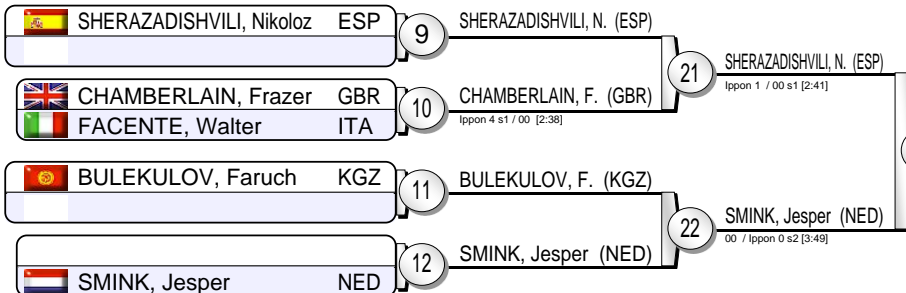 SHERAZADISHVILI, Nikoloz ESP
9
SHERAZADISHVILI, N. (ESP)
CHAMBERLAIN, Frazer GBR
FACENTE, Walter ITA
10
CHAMBERLAIN, F. (GBR)
Ippon 4 s1 / 00 [2:38]
21
SHERAZADISHVILI, N. (ESP)
Ippon 1 / 00 s1 [2:41]
BULEKULOV, Faruch KGZ
11
BULEKULOV, F. (KGZ)
SMINK, Jesper NED
12
SMINK, Jesper (NED)
22
SMINK, Jesper (NED)
00 / Ippon 0 s2 [3:49]